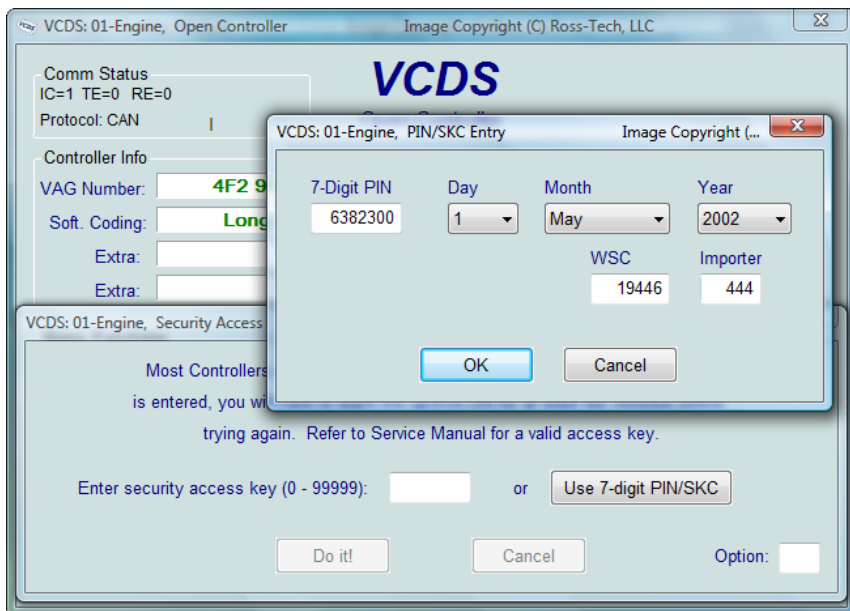 VCDS: 01-Engine, Open Controller Image Copyright (C) Ross-Tech, LLC
Comm Status
IC=1 TE=0 RE=0
Protocol: CAN
VCDS
Controller Info
VAG Number: 4F2 9
Soft. Coding: Long
Extra:
Extra:
VCDS: 01-Engine, PIN/SKC Entry Image Copyright (...
7-Digit PIN Day Month Year
6382300 1 May 2002
WSC Importer
19446 444
OK Cancel
VCDS: 01-Engine, Security Access
Most Controllers
is entered, you wi
trying again. Refer to Service Manual for a valid access key.
Enter security access key (0 - 99999): or Use 7-digit PIN/SKC
Do it! Cancel Option: